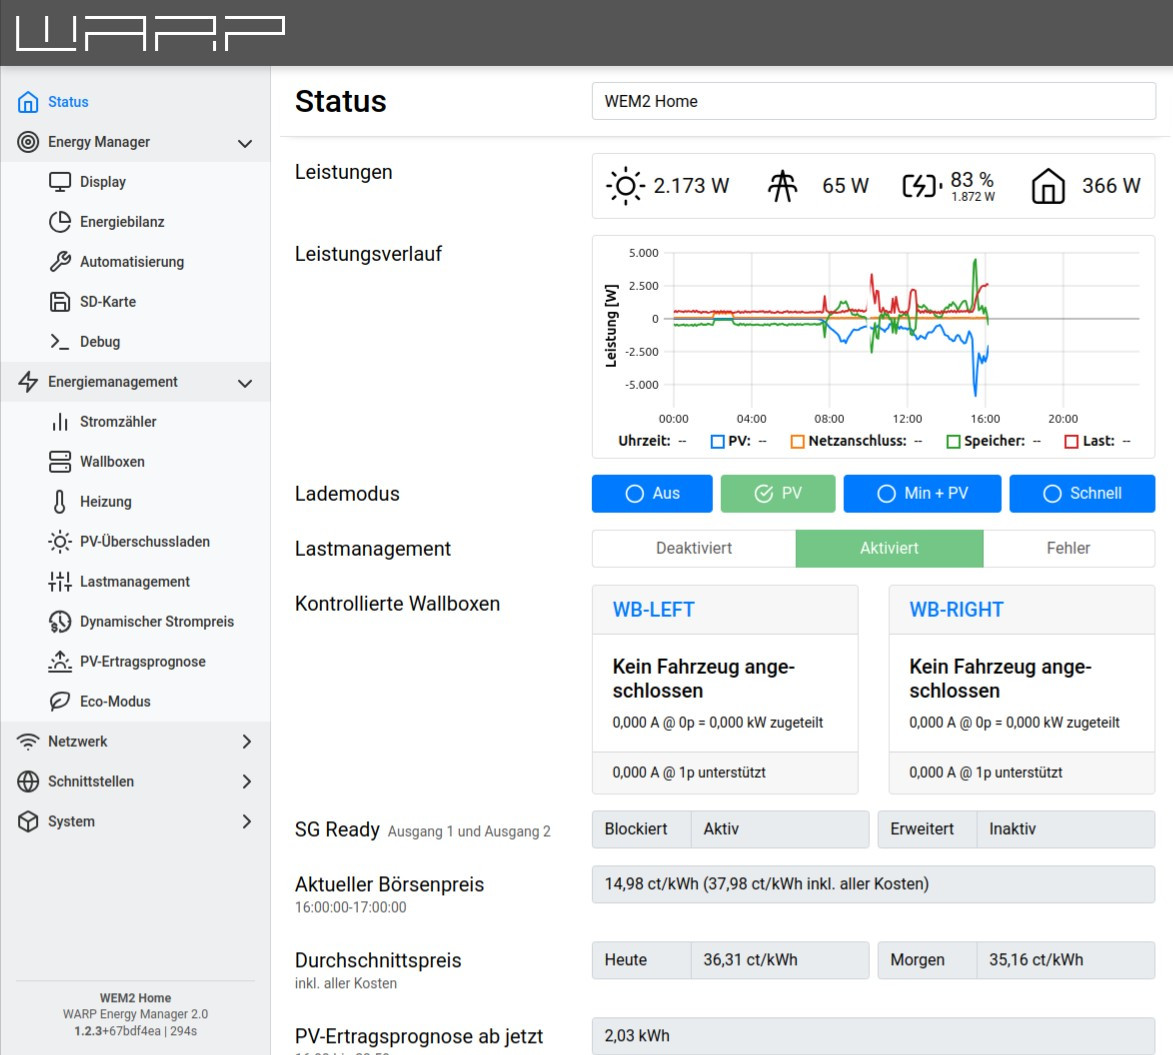 WARP
Status
Energy Manager
Display
Energiebilanz
Automatisierung
SD-Karte
Debug
Energiemanagement
Stromzähler
Wallboxen
Heizung
PV-Überschussladen
Lastmanagement
Dynamischer Strompreis
PV-Ertragsprognose
Eco-Modus
Netzwerk
Schnittstellen
System
WEM2 Home
WARP Energy Manager 2.0
1.2.3+67bdf4ea | 294s
Status
WEM2 Home
Leistungen
2.173 W
65 W
83 %
1.872 W
366 W
Leistungsverlauf
Leistung [W]
5.000
2.500
0
-2.500
-5.000
00:00 04:00 08:00 12:00 16:00 20:00
Uhrzeit: -- PV: -- Netzanschluss: -- Speicher: -- Last: --
Lademodus
Aus PV Min + PV Schnell
Lastmanagement
Deaktiviert Aktiviert Fehler
Kontrollierte Wallboxen
WB-LEFT
Kein Fahrzeug ange-
schlossen
0,000 A @ 0p = 0,000 kW zugeteilt
0,000 A @ 1p unterstützt
WB-RIGHT
Kein Fahrzeug ange-
schlossen
0,000 A @ 0p = 0,000 kW zugeteilt
0,000 A @ 1p unterstützt
SG Ready Ausgang 1 und Ausgang 2
Blockiert Aktiv Erweitert Inaktiv
Aktueller Börsenpreis
16:00:00-17:00:00
14,98 ct/kWh (37,98 ct/kWh inkl. aller Kosten)
Durchschnittspreis
inkl. aller Kosten
Heute 36,31 ct/kWh Morgen 35,16 ct/kWh
PV-Ertragsprognose ab jetzt
2,03 kWh